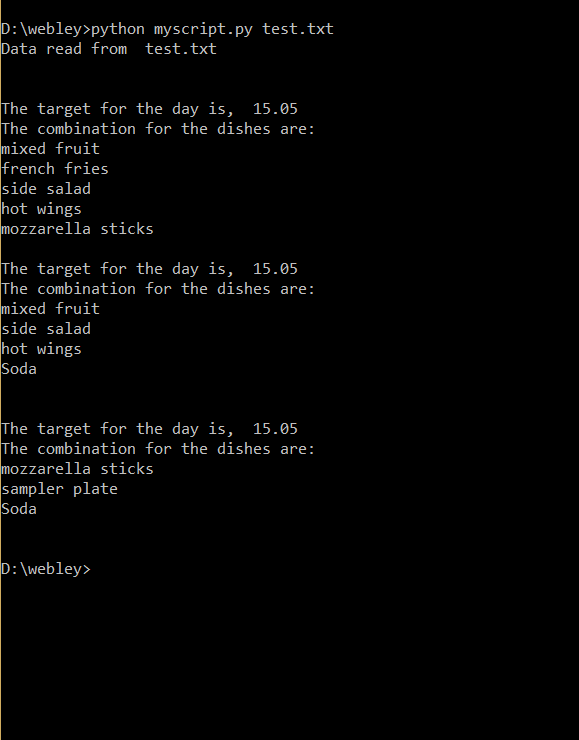 D:\webley>python myscript.py test.txt
Data read from  test.txt
The target for the day is,  15.05
The combination for the dishes are:
mixed fruit
french fries
side salad
hot wings
mozzarella sticks
The target for the day is,  15.05
The combination for the dishes are:
mixed fruit
side salad
hot wings
Soda
The target for the day is,  15.05
The combination for the dishes are:
mozzarella sticks
sampler plate
Soda
D:\webley>